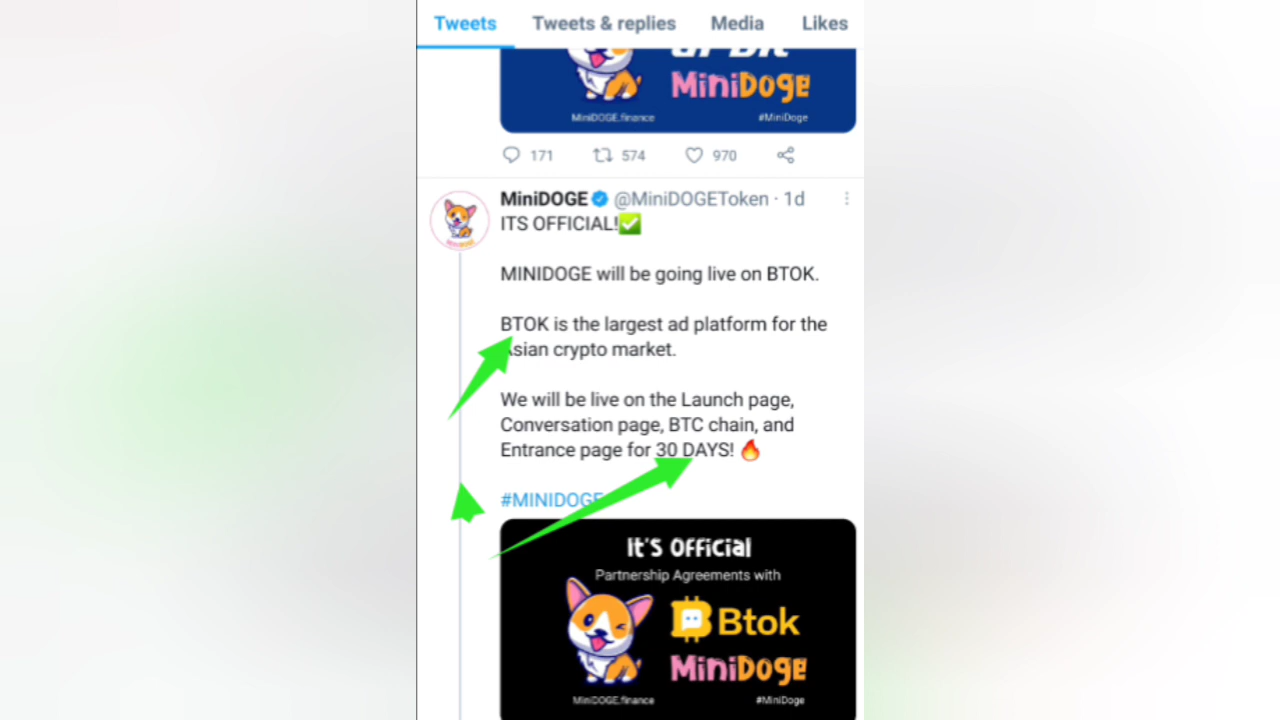 Tweets Tweets & replies Media Likes
MiniDoge
MiniDOGE.finance #MiniDoge
171 574 970
MiniDOGE @MiniDOGEToken · 1d
ITS OFFICIAL!
MINIDOGE will be going live on BTOK.
BTOK is the largest ad platform for the
Asian crypto market.
We will be live on the Launch page,
Conversation page, BTC chain, and
Entrance page for 30 DAYS!
#MINIDOGE
It's Official
Partnership Agreements with
Btok
MiniDoge
MiniDOGE.finance #MiniDoge